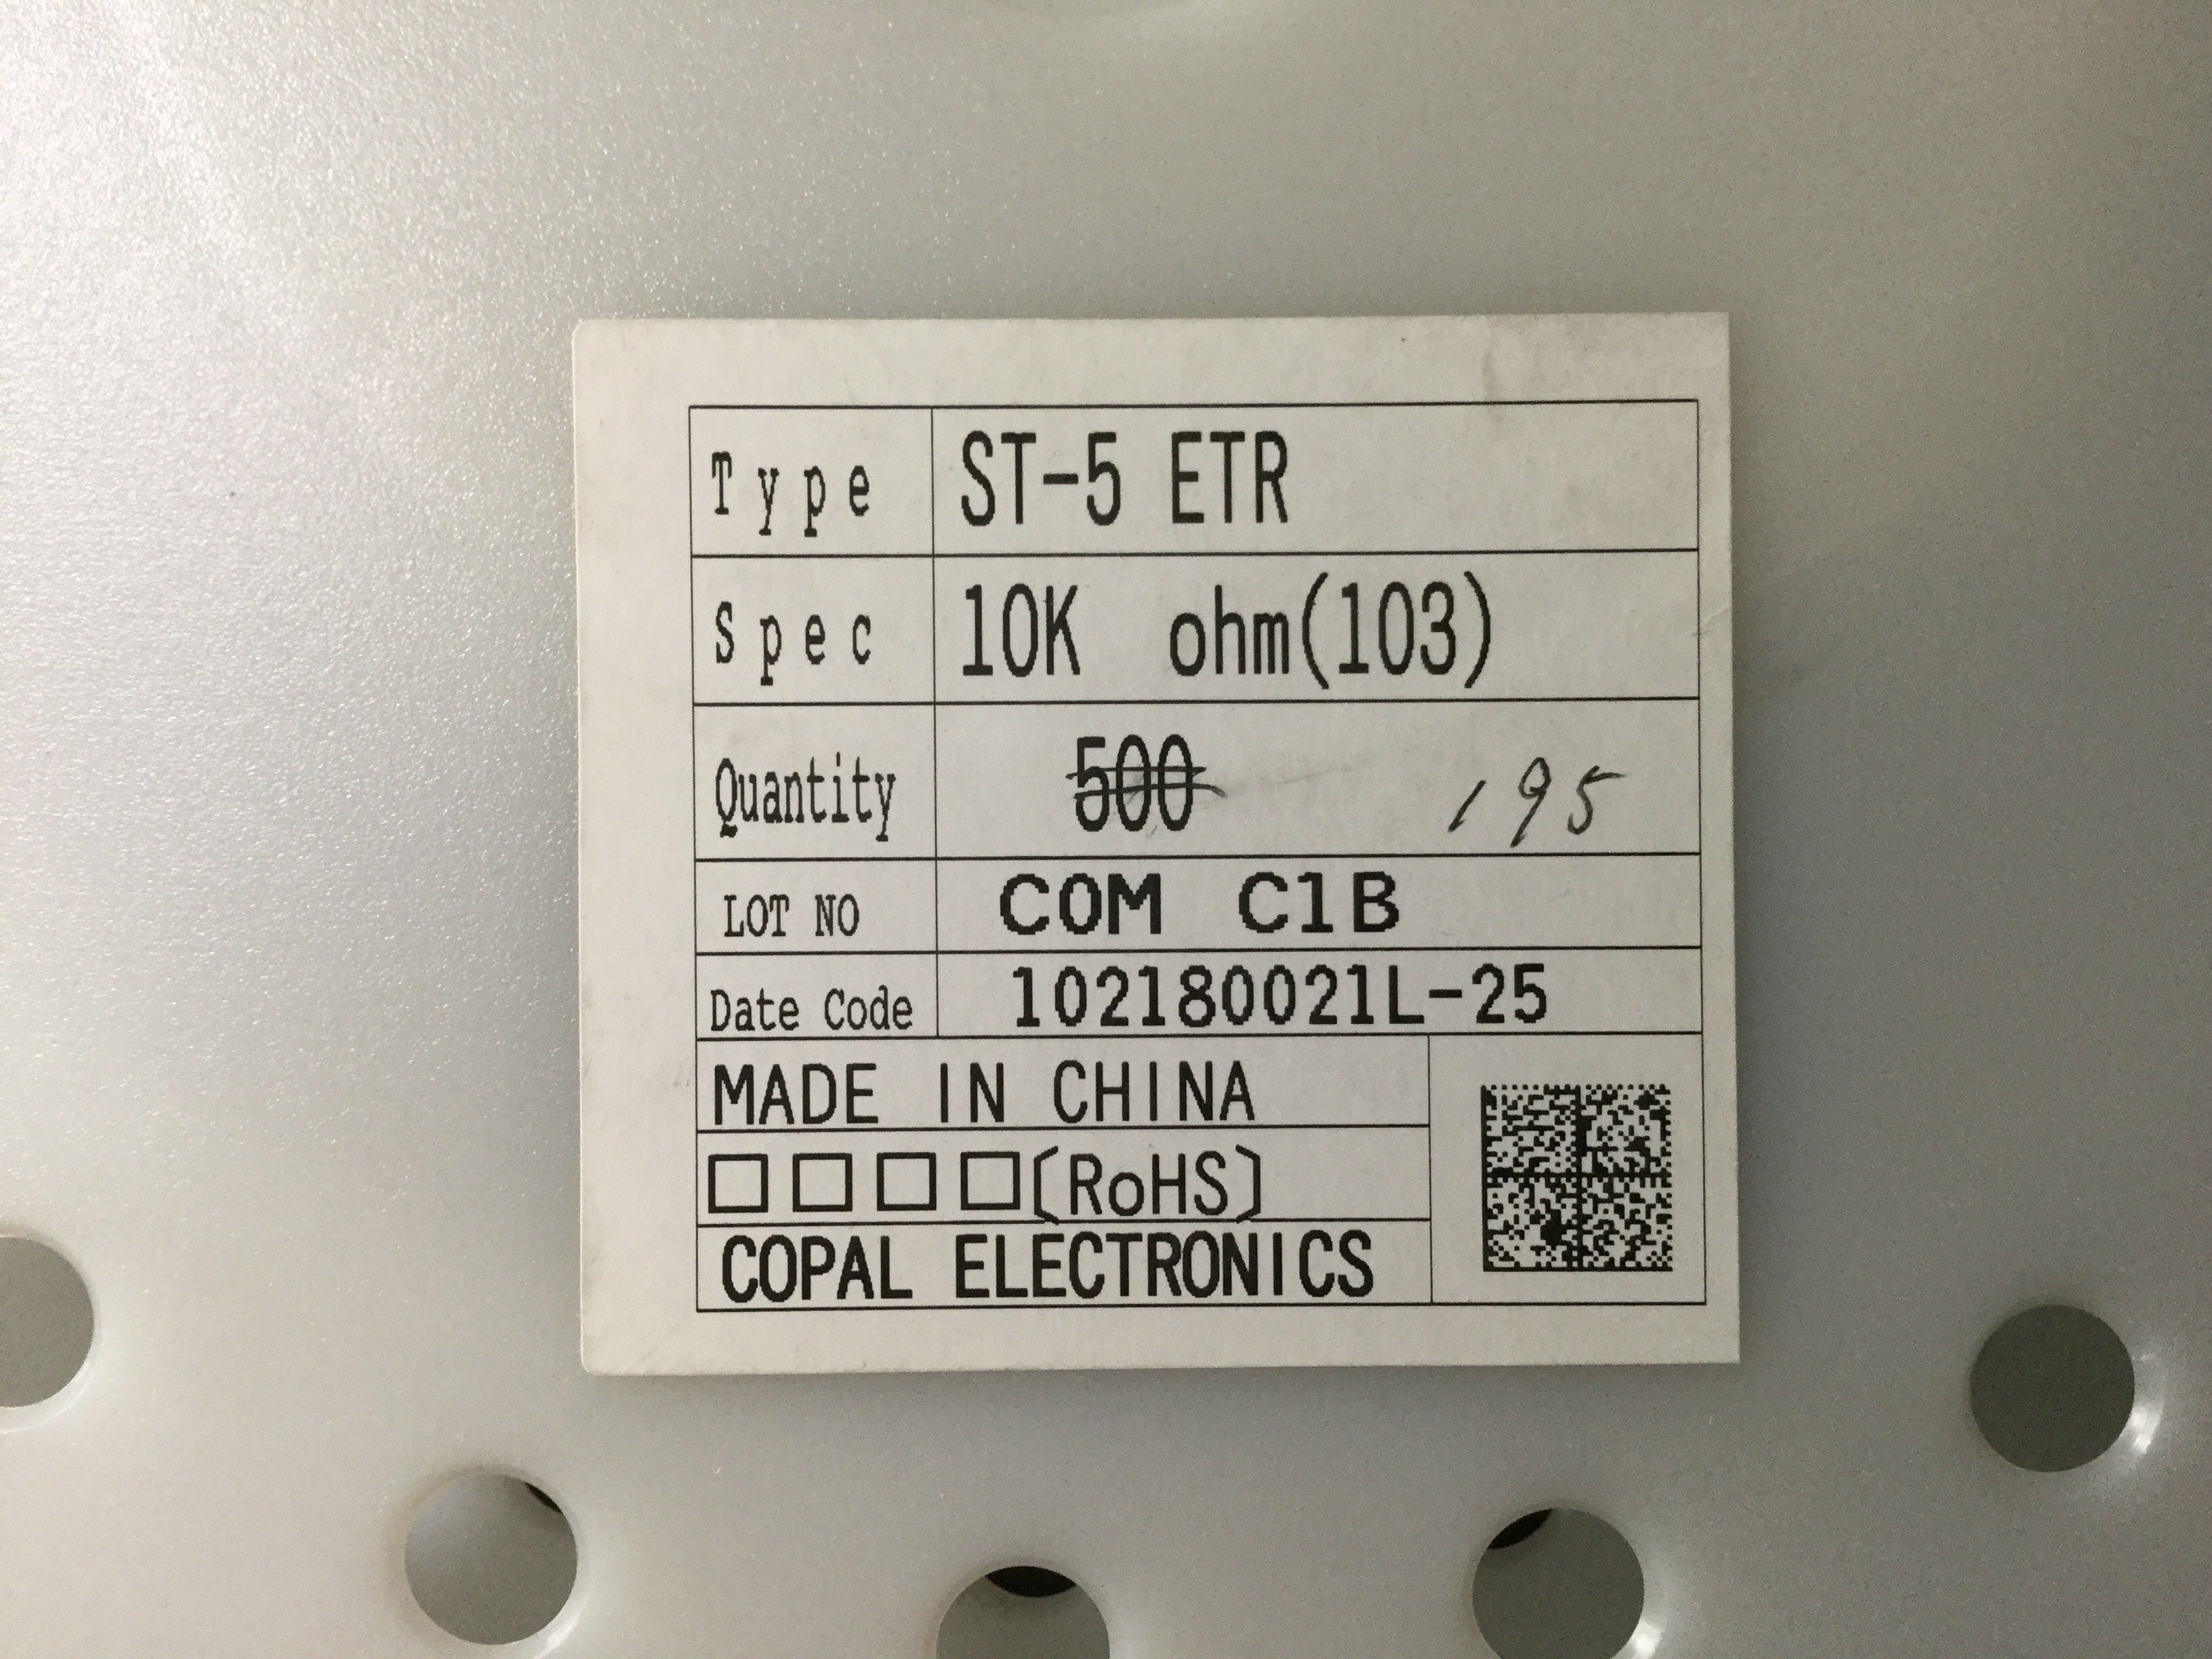 Type ST-5 ETR
Spec 10K ohm(103)
Quantity 500 195
LOT NO COM C1B
Date Code 102180021L-25
MADE IN CHINA
□□□□(RoHS)
COPAL ELECTRONICS